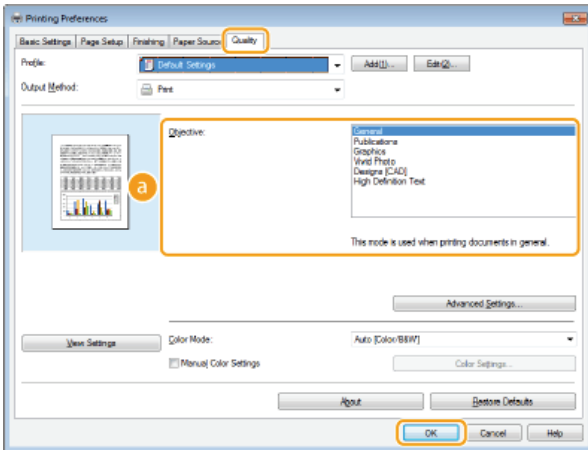 Printing Preferences
Basic Settings Page Setup Finishing Paper Source Quality
Profile: Default Settings Add(1)... Edit(2)...
Output Method: Print
Objective: General
Publications
Graphics
Vivid Photo
Designs [CAD]
High Definition Text
a
This mode is used when printing documents in general.
Advanced Settings...
View Settings Color Mode: Auto [Color/B&W]
Manual Color Settings Color Settings...
About Restore Defaults
OK Cancel Help